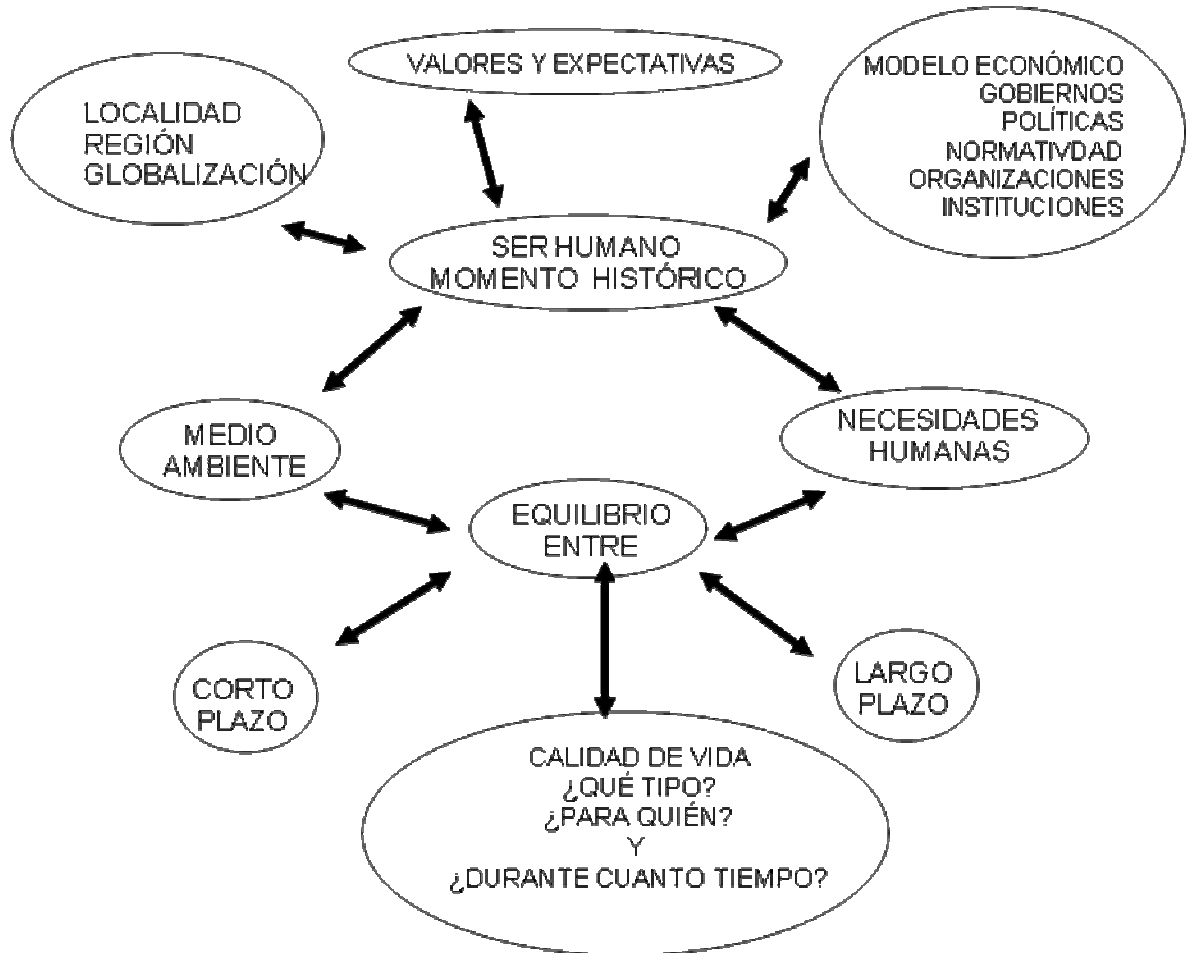 VALORES Y EXPECTATIVAS
LOCALIDAD
REGIÓN
GLOBALIZACIÓN
MODELO ECONÓMICO
GOBIERNOS
POLÍTICAS
NORMATIVDAD
ORGANIZACIONES
INSTITUCIONES
SER HUMANO
MOMENTO HISTÓRICO
MEDIO
AMBIENTE
NECESIDADES
HUMANAS
EQUILIBRIO
ENTRE
CORTO
PLAZO
LARGO
PLAZO
CALIDAD DE VIDA
¿QUÉ TIPO?
¿PARA QUIÉN?
Y
¿DURANTE CUANTO TIEMPO?